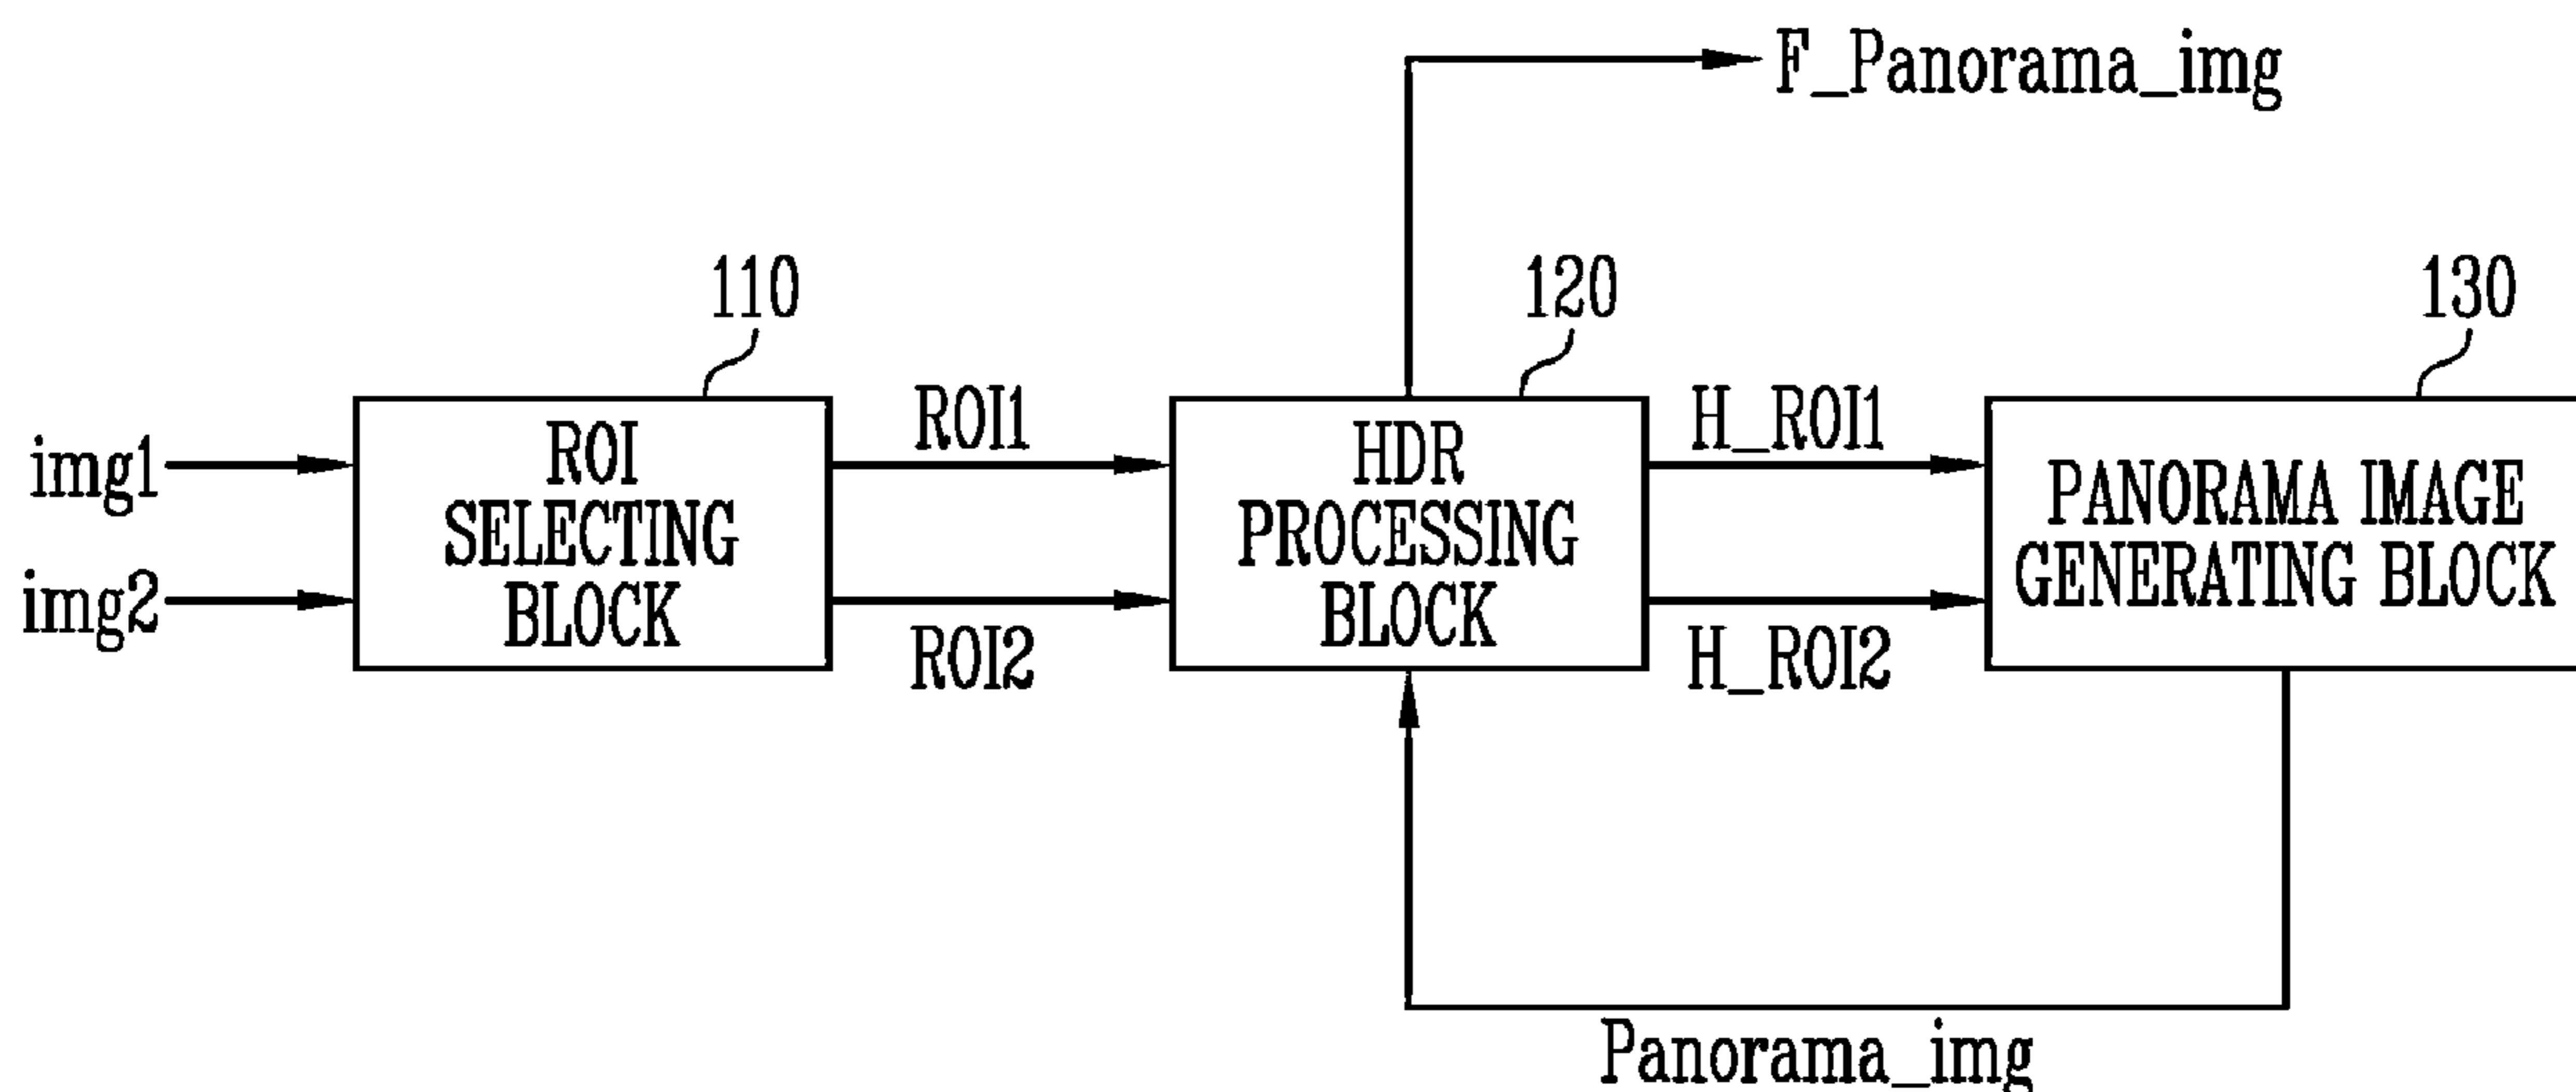 F_Panorama_img
110
120
130
img1
img2
ROI
SELECTING
BLOCK
ROI1
ROI2
HDR
PROCESSING
BLOCK
H_ROI1
H_ROI2
PANORAMA IMAGE
GENERATING BLOCK
Panorama_img